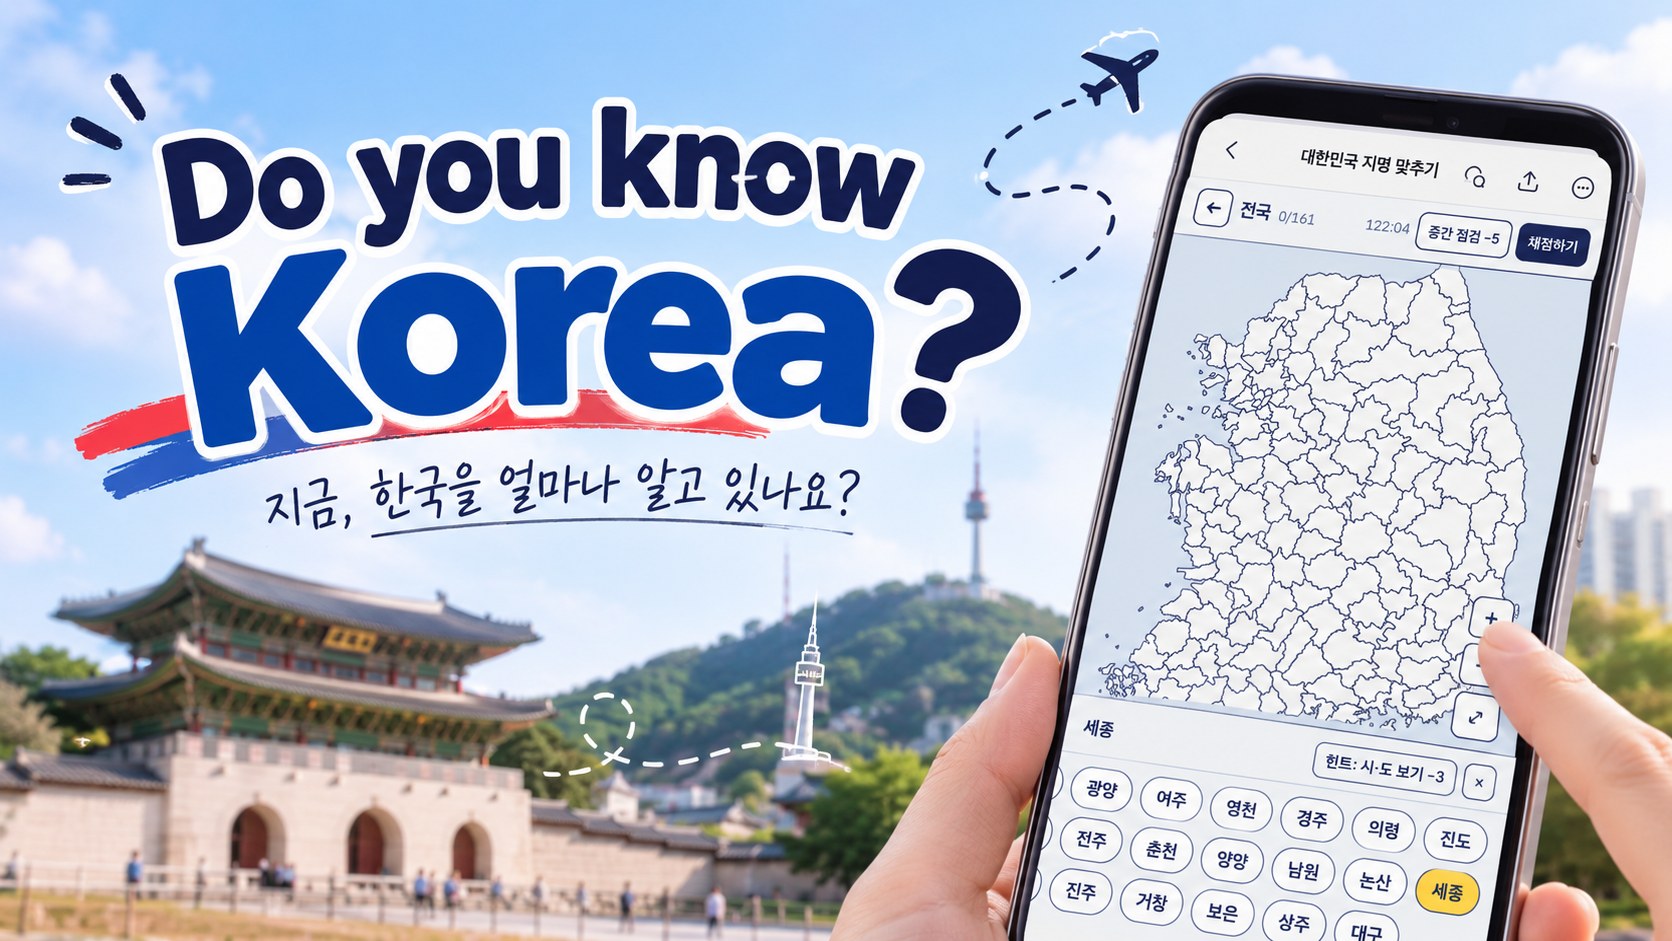 Do you know
Korea?
지금, 한국을 얼마나 알고 있나요?
대한민국 지명 맞추기
전국 0/161 122:04 중간 점검 -5 채점하기
+
세종
힌트: 시·도 보기 -3 ×
광양 여주 영천 경주 의령 진도
전주 춘천 양양 남원 논산 세종
진주 거창 보은 상주 대구